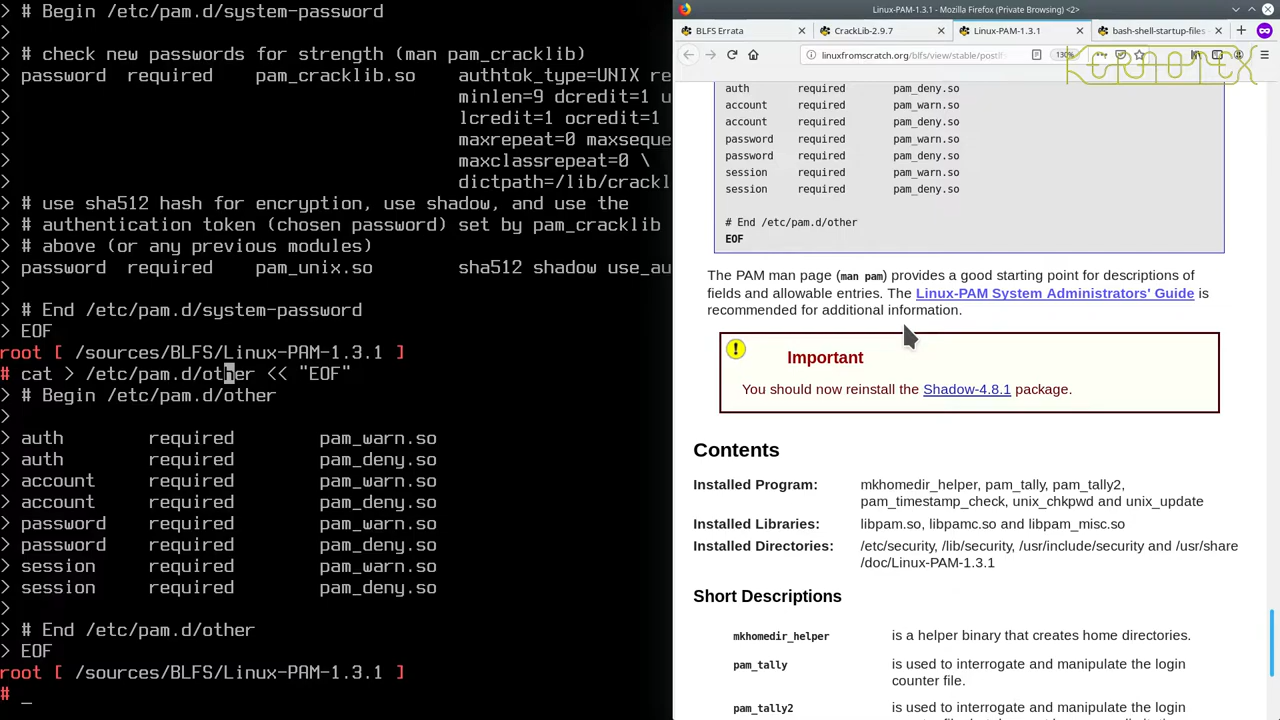 > # Begin /etc/pam.d/system-password
>
> # check new passwords for strength (man pam_cracklib)
> password  required    pam_cracklib.so    authtok_type=UNIX re
> minlen=9 dcredit=1 u
> lcredit=1 ocredit=1
> maxrepeat=0 maxseque
> maxclassrepeat=0 \
> dictpath=/lib/crackl
> # use sha512 hash for encryption, use shadow, and use the
> # authentication token (chosen password) set by pam_cracklib
> # above (or any previous modules)
> password  required    pam_unix.so        sha512 shadow use_au
>
> # End /etc/pam.d/system-password
> EOF
root [ /sources/BLFS/Linux-PAM-1.3.1 ]
# cat > /etc/pam.d/other << "EOF"
> # Begin /etc/pam.d/other
>
> auth        required        pam_warn.so
> auth        required        pam_deny.so
> account     required        pam_warn.so
> account     required        pam_deny.so
> password    required        pam_warn.so
> password    required        pam_deny.so
> session     required        pam_warn.so
> session     required        pam_deny.so
>
> # End /etc/pam.d/other
> EOF
root [ /sources/BLFS/Linux-PAM-1.3.1 ]
# _
Linux-PAM-1.3.1 - Mozilla Firefox (Private Browsing) <2>
BLFS Errata
CrackLib-2.9.7
Linux-PAM-1.3.1
bash-shell-startup-files
linuxfromscratch.org/blfs/view/stable/postlf
130%
KERNOTEX
auth        required        pam_deny.so
account     required        pam_warn.so
account     required        pam_deny.so
password    required        pam_warn.so
password    required        pam_deny.so
session     required        pam_warn.so
session     required        pam_deny.so
# End /etc/pam.d/other
EOF
The PAM man page (man pam) provides a good starting point for descriptions of
fields and allowable entries. The Linux-PAM System Administrators' Guide is
recommended for additional information.
Important
You should now reinstall the Shadow-4.8.1 package.
Contents
Installed Program: mkhomedir_helper, pam_tally, pam_tally2,
pam_timestamp_check, unix_chkpwd and unix_update
Installed Libraries: libpam.so, libpamc.so and libpam_misc.so
Installed Directories: /etc/security, /lib/security, /usr/include/security and /usr/share
/doc/Linux-PAM-1.3.1
Short Descriptions
mkhomedir_helper is a helper binary that creates home directories.
pam_tally is used to interrogate and manipulate the login
counter file.
pam_tally2 is used to interrogate and manipulate the login